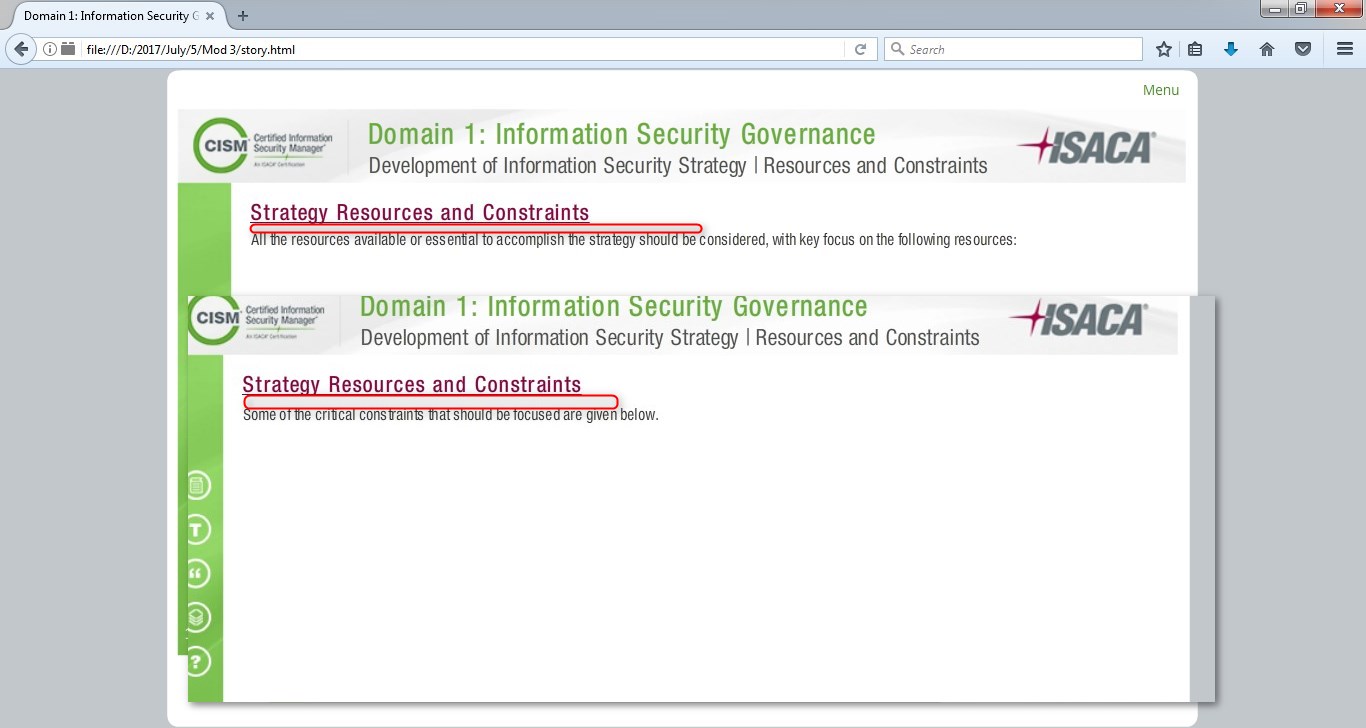 Domain 1: Information Security G
file:///D:/2017/July/5/Mod 3/story.html
Search
Menu
CISM
Certified Information
Security Manager®
An ISACA® Certification
Domain 1: Information Security Governance
Development of Information Security Strategy | Resources and Constraints
ISACA®
Strategy Resources and Constraints
All the resources available or essential to accomplish the strategy should be considered, with key focus on the following resources:
CISM
Certified Information
Security Manager®
An ISACA® Certification
Domain 1: Information Security Governance
Development of Information Security Strategy | Resources and Constraints
ISACA®
Strategy Resources and Constraints
Some of the critical constraints that should be focused are given below.
T
?